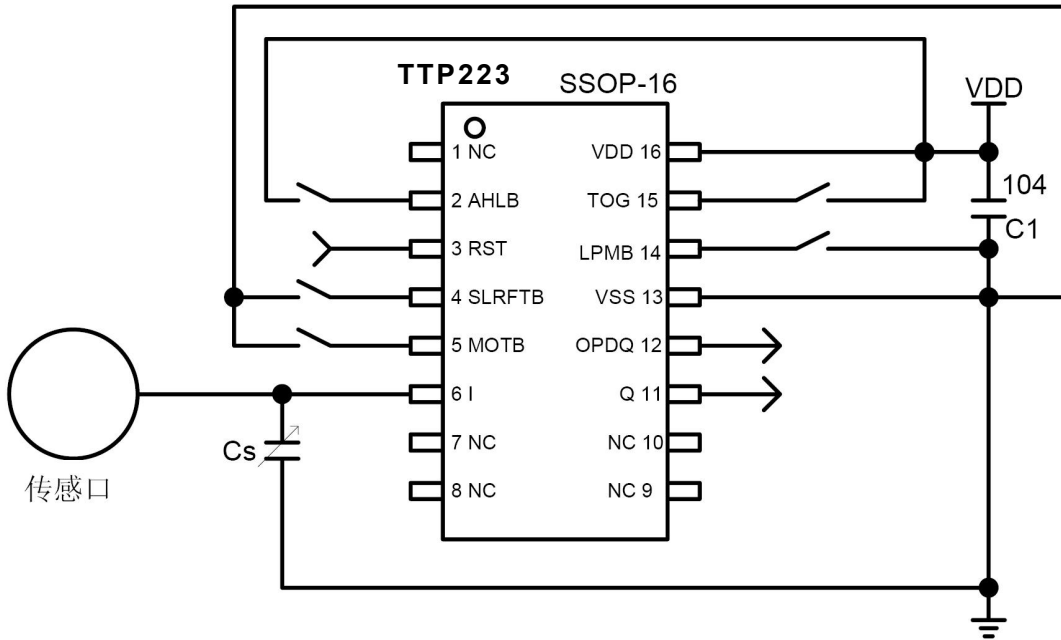 TTP223
SSOP-16
VDD
1 NC
VDD 16
2 AHLB
TOG 15
104
C1
3 RST
LPMB 14
4 SLRFTB
VSS 13
5 MOTB
OPDQ 12
6 I
Q 11
7 NC
NC 10
Cs
8 NC
NC 9
传感口